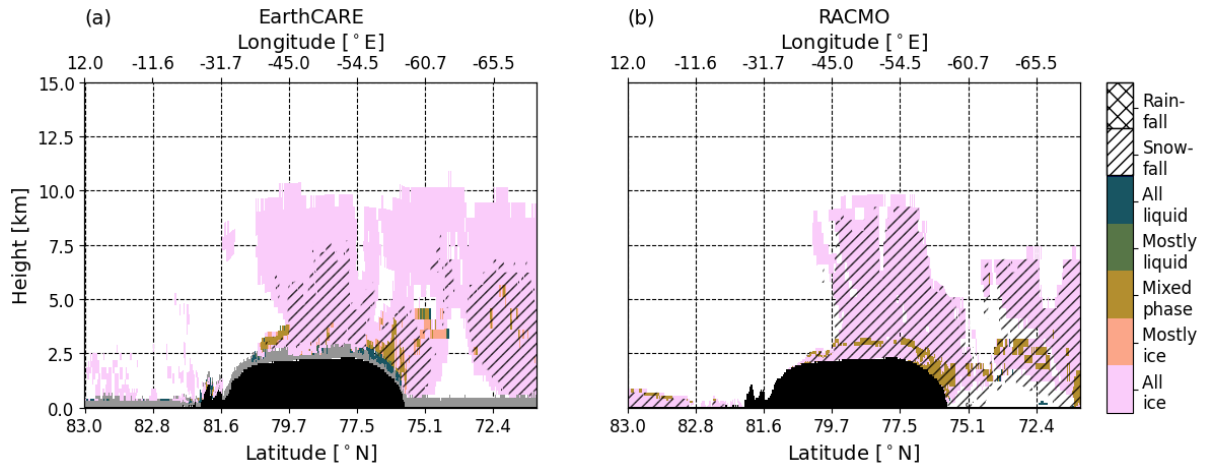 (a) EarthCARE
Longitude [°E]
12.0 -11.6 -31.7 -45.0 -54.5 -60.7 -65.5
15.0
12.5
10.0
7.5
5.0
2.5
0.0
Height [km]
83.0 82.8 81.6 79.7 77.5 75.1 72.4
Latitude [°N]
(b) RACMO
Longitude [°E]
12.0 -11.6 -31.7 -45.0 -54.5 -60.7 -65.5
83.0 82.8 81.6 79.7 77.5 75.1 72.4
Latitude [°N]
Rain-
fall
Snow-
fall
All
liquid
Mostly
liquid
Mixed
phase
Mostly
ice
All
ice